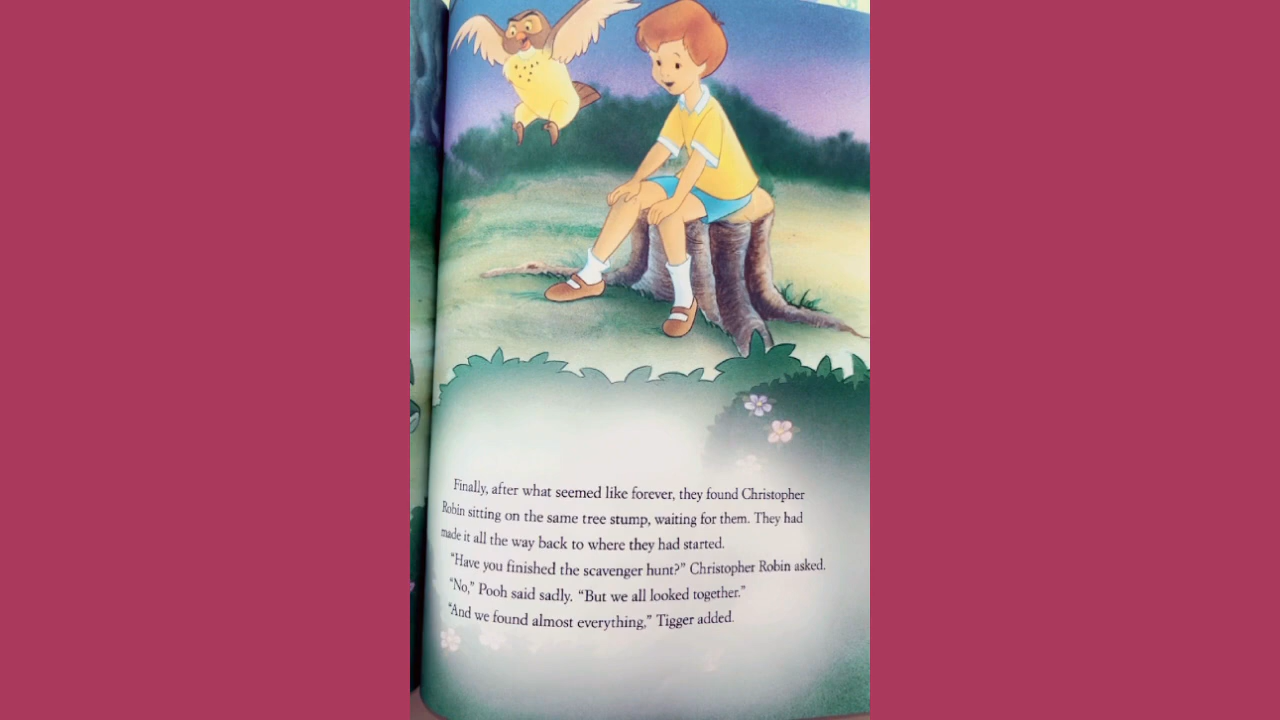 Finally, after what seemed like forever, they found Christopher
Robin sitting on the same tree stump, waiting for them. They had
made it all the way back to where they had started.
“Have you finished the scavenger hunt?” Christopher Robin asked.
“No,” Pooh said sadly. “But we all looked together.”
“And we found almost everything,” Tigger added.